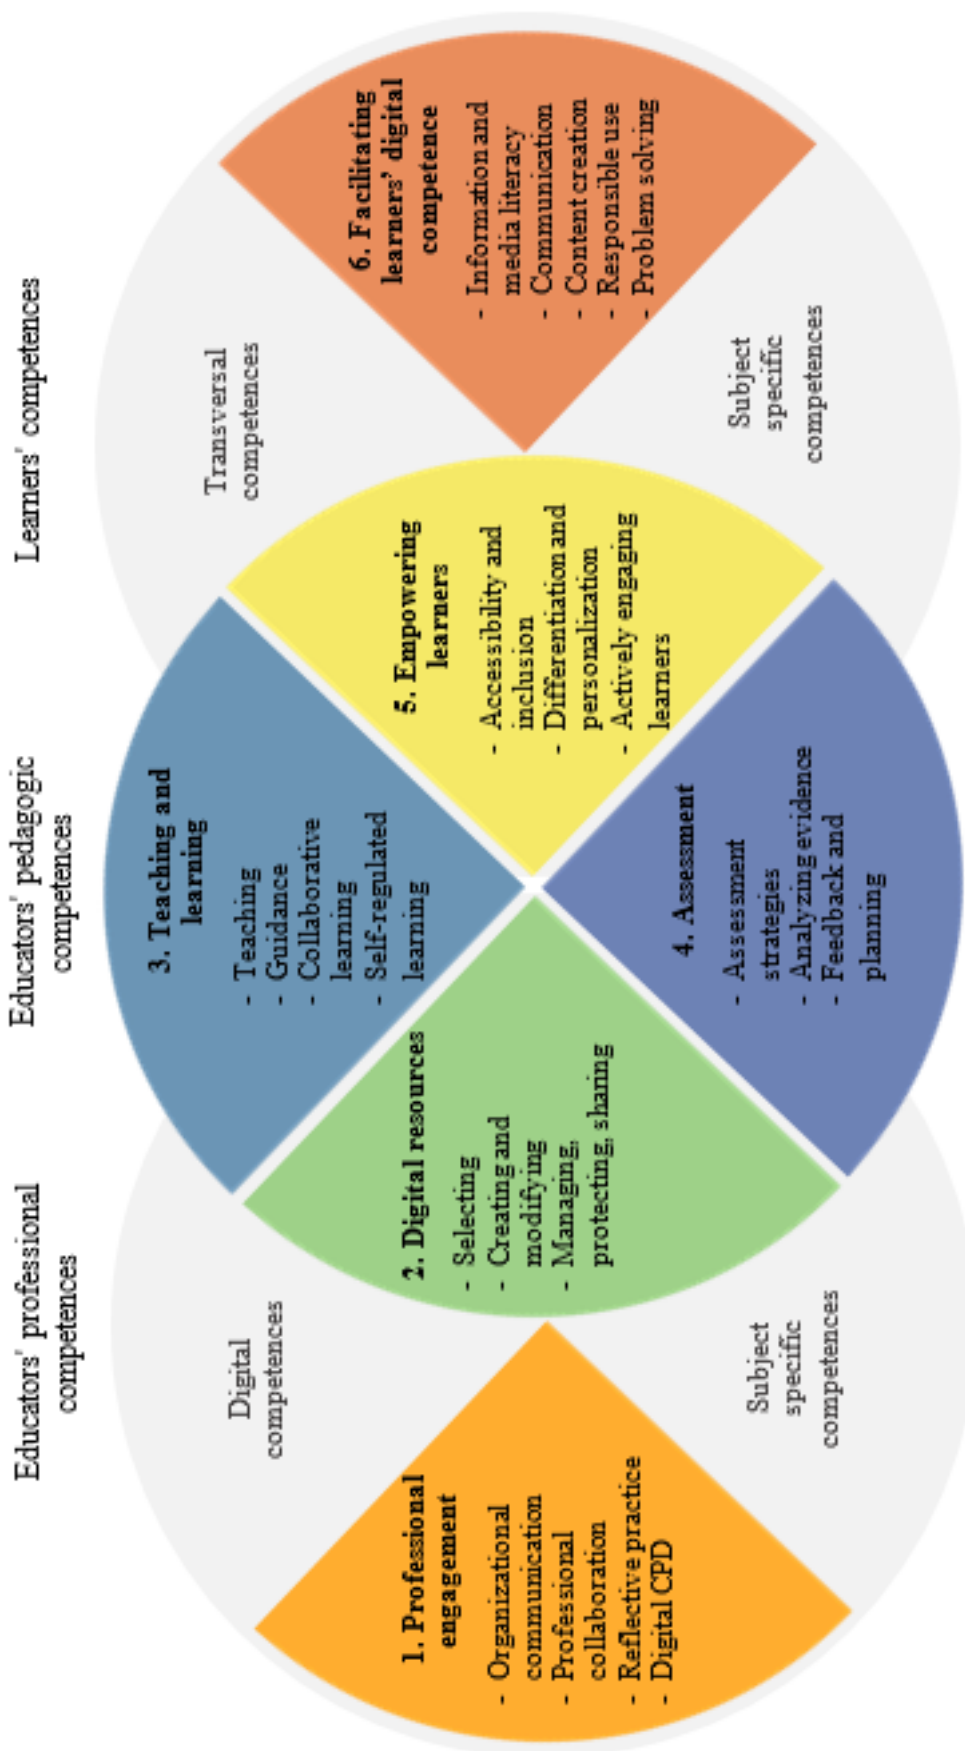 Educators' professional
competences
Educators' pedagogic
competences
Learners' competences
Digital
competences
Subject
specific
competences
1. Professional
engagement
- Organizational
communication
- Professional
collaboration
- Reflective practice
- Digital CPD
2. Digital resources
- Selecting
- Creating and
modifying
- Managing,
protecting, sharing
3. Teaching and
learning
- Teaching
- Guidance
- Collaborative
learning
- Self-regulated
learning
4. Assessment
- Assessment
strategies
- Analyzing evidence
- Feedback and
planning
5. Empowering
learners
- Accessibility and
inclusion
- Differentiation and
personalization
- Actively engaging
learners
Transversal
competences
Subject
specific
competences
6. Facilitating
learners' digital
competence
- Information and
media literacy
- Communication
- Content creation
- Responsible use
- Problem solving